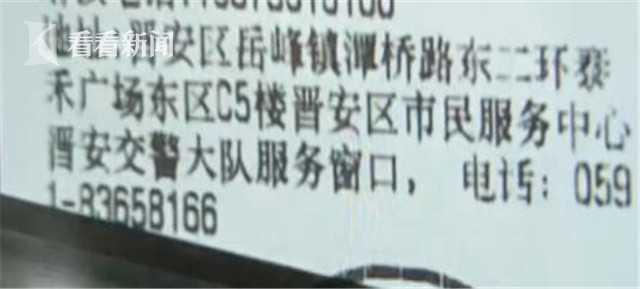 看看新闻
地址：晋安区岳峰镇潭桥路东二环泰
禾广场东区C5楼晋安区市民服务中心
晋安交警大队服务窗口，电话：059
1-83658166